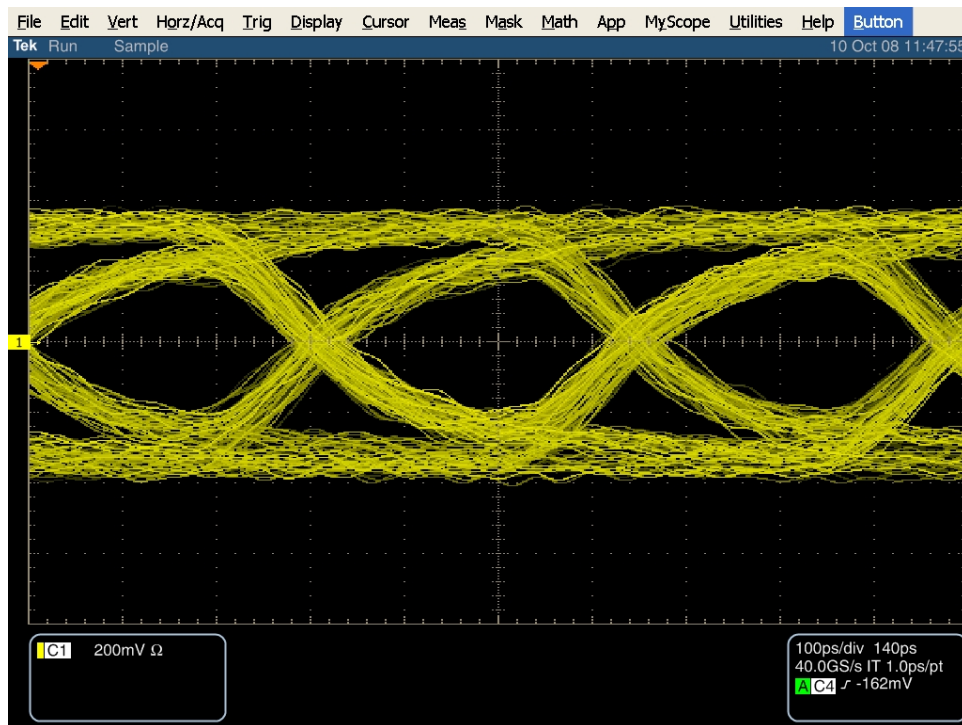 File Edit Vert Horz/Acq Trig Display Cursor Meas Mask Math App MyScope Utilities Help Button
Tek Run Sample 10 Oct 08 11:47:55
1
C1 200mV Ω
100ps/div 140ps
40.0GS/s IT 1.0ps/pt
A C4 -162mV